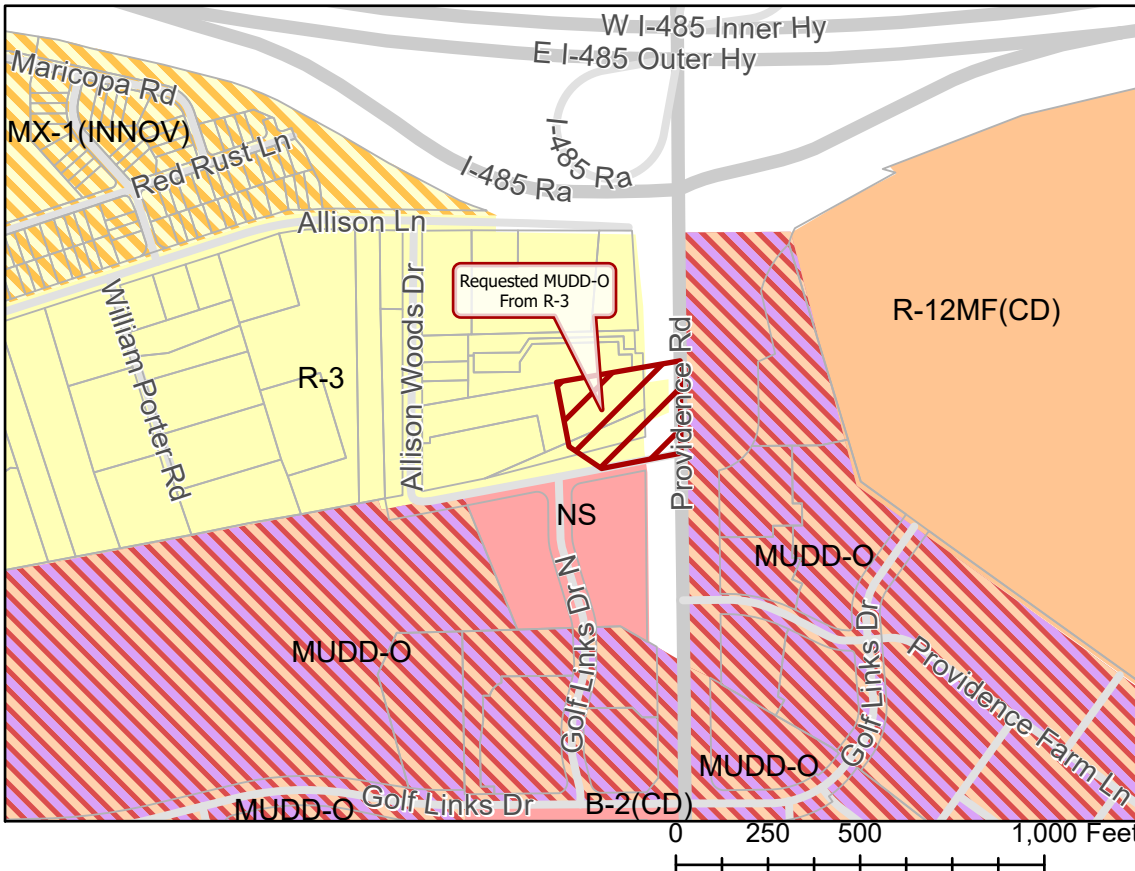 W I-485 Inner Hy
E I-485 Outer Hy
Maricopa Rd
MX-1(INNOV)
Red Rust Ln
I-485 Ra
I-485 Ra
Allison Ln
Requested MUDD-O
From R-3
William Porter Rd
Allison Woods Dr
R-3
Providence Rd
R-12MF(CD)
NS
MUDD-O
Golf Links Dr N
MUDD-O
Golf Links Dr
Providence Farm Ln
MUDD-O
MUDD-O
Golf Links Dr
B-2(CD)
0 250 500 1,000 Feet